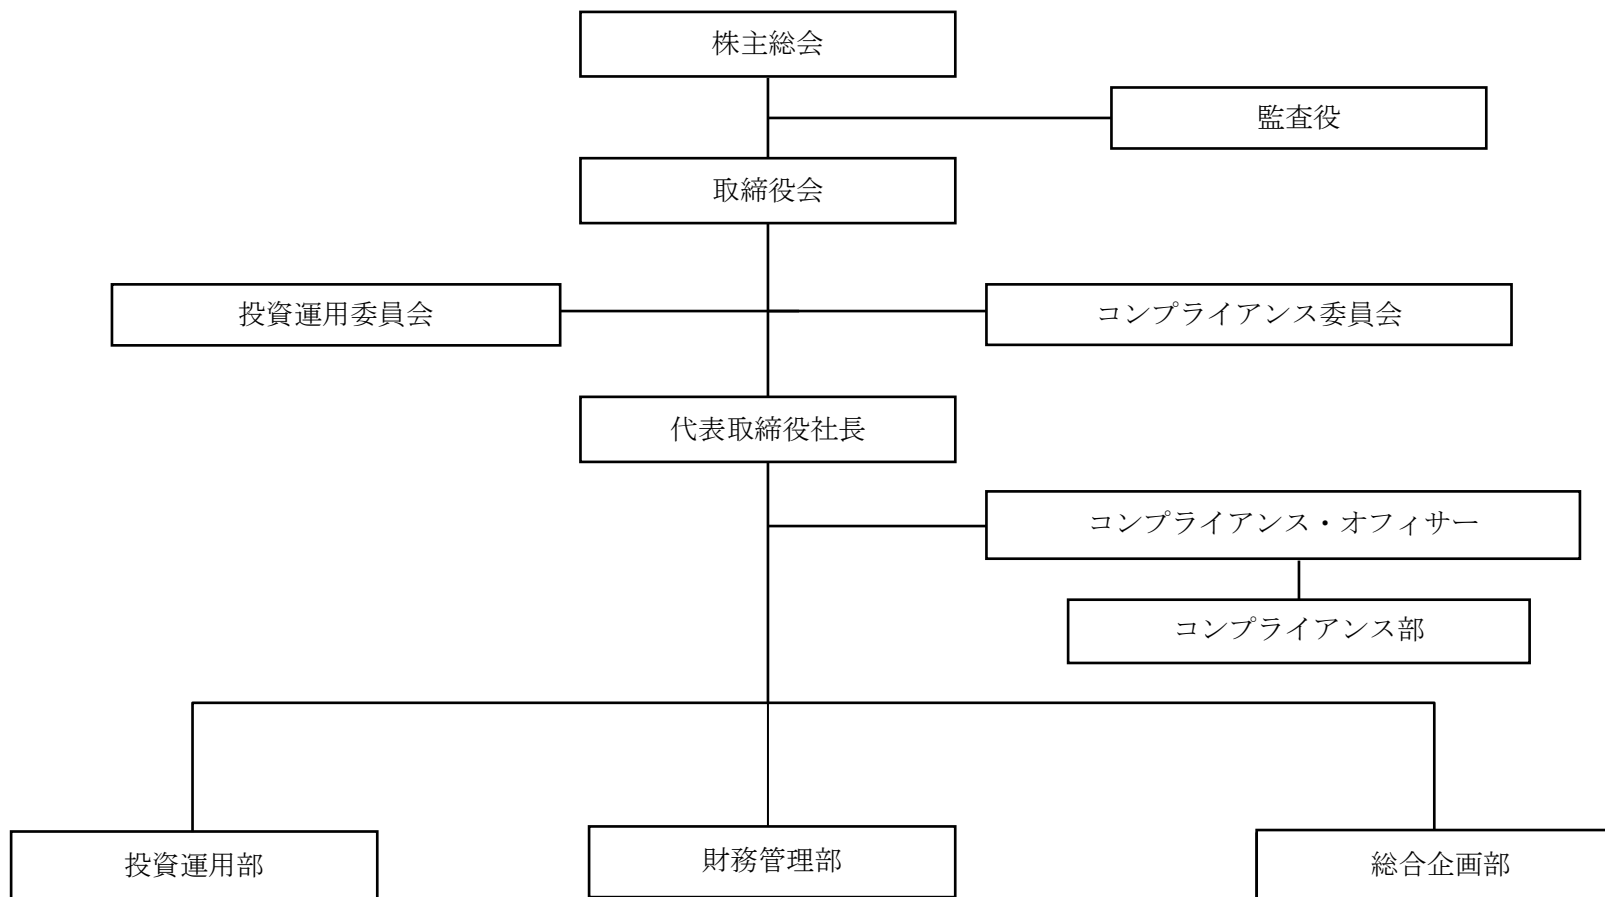 株主総会
監査役
取締役会
投資運用委員会
コンプライアンス委員会
代表取締役社長
コンプライアンス・オフィサー
コンプライアンス部
投資運用部
財務管理部
総合企画部